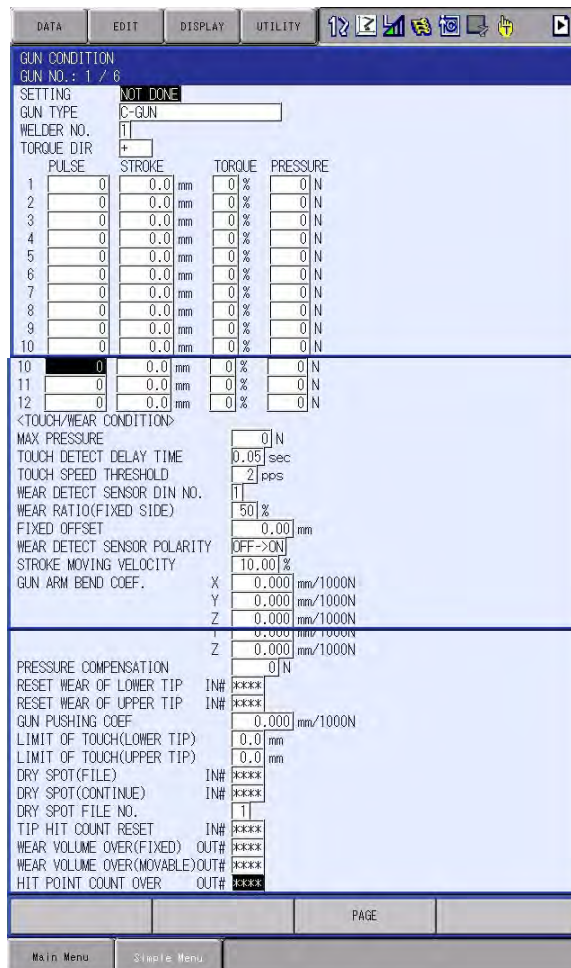 DATA EDIT DISPLAY UTILITY
GUN CONDITION
GUN NO.: 1 / 6
SETTING NOT DONE
GUN TYPE C-GUN
WELDER NO. 1
TORQUE DIR +
PULSE STROKE TORQUE PRESSURE
1 0 0.0 mm 0 % 0 N
2 0 0.0 mm 0 % 0 N
3 0 0.0 mm 0 % 0 N
4 0 0.0 mm 0 % 0 N
5 0 0.0 mm 0 % 0 N
6 0 0.0 mm 0 % 0 N
7 0 0.0 mm 0 % 0 N
8 0 0.0 mm 0 % 0 N
9 0 0.0 mm 0 % 0 N
10 0 0.0 mm 0 % 0 N
10 0 0.0 mm 0 % 0 N
11 0 0.0 mm 0 % 0 N
12 0 0.0 mm 0 % 0 N
<TOUCH/WEAR CONDITION>
MAX PRESSURE 0 N
TOUCH DETECT DELAY TIME 0.05 sec
TOUCH SPEED THRESHOLD 2 pps
WEAR DETECT SENSOR DIN NO. 1
WEAR RATIO(FIXED SIDE) 50 %
FIXED OFFSET 0.00 mm
WEAR DETECT SENSOR POLARITY OFF->ON
STROKE MOVING VELOCITY 10.00 %
GUN ARM BEND COEF. X 0.000 mm/1000N
Y 0.000 mm/1000N
Z 0.000 mm/1000N
Y 0.000 mm/1000N
Z 0.000 mm/1000N
PRESSURE COMPENSATION 0 N
RESET WEAR OF LOWER TIP IN# ****
RESET WEAR OF UPPER TIP IN# ****
GUN PUSHING COEF 0.000 mm/1000N
LIMIT OF TOUCH(LOWER TIP) 0.0 mm
LIMIT OF TOUCH(UPPER TIP) 0.0 mm
DRY SPOT(FILE) IN# ****
DRY SPOT(CONTINUE) IN# ****
DRY SPOT FILE NO. 1
TIP HIT COUNT RESET IN# ****
WEAR VOLUME OVER(FIXED) OUT# ****
WEAR VOLUME OVER(MOVABLE)OUT# ****
HIT POINT COUNT OVER OUT# ****
PAGE
Main Menu Simple Menu